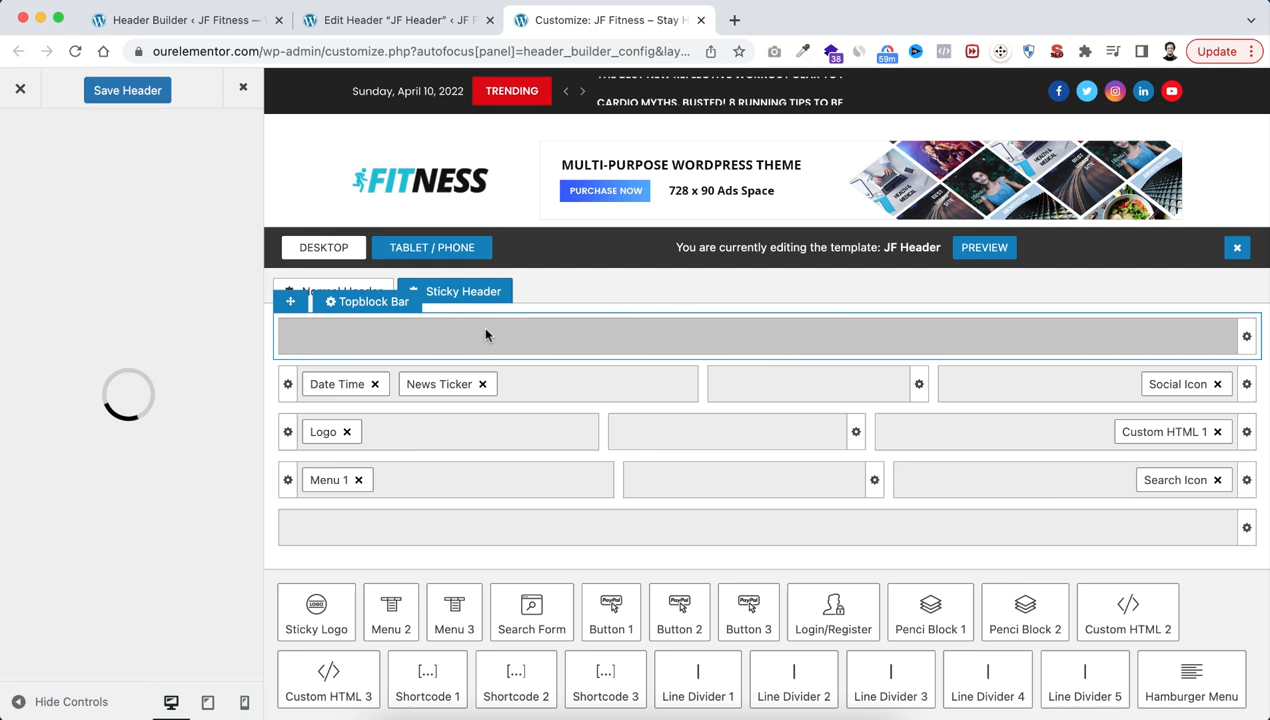 Header Builder ‹ JF Fitness —
Edit Header “JF Header” ‹ JF F
Customize: JF Fitness – Stay H
ourelementor.com/wp-admin/customize.php?autofocus[panel]=header_builder_config&lay...
38
59m
Update
Save Header
Sunday, April 10, 2022
TRENDING
CARDIO MYTHS, BUSTED! 8 RUNNING TIPS TO BE
FITNESS
MULTI-PURPOSE WORDPRESS THEME
PURCHASE NOW
728 x 90 Ads Space
DESKTOP
TABLET / PHONE
You are currently editing the template: JF Header
PREVIEW
Normal Header
Sticky Header
Topblock Bar
Date Time
News Ticker
Social Icon
Logo
Custom HTML 1
Menu 1
Search Icon
Sticky Logo
Menu 2
Menu 3
Search Form
Button 1
Button 2
Button 3
Login/Register
Penci Block 1
Penci Block 2
Custom HTML 2
Custom HTML 3
Shortcode 1
Shortcode 2
Shortcode 3
Line Divider 1
Line Divider 2
Line Divider 3
Line Divider 4
Line Divider 5
Hamburger Menu
Hide Controls